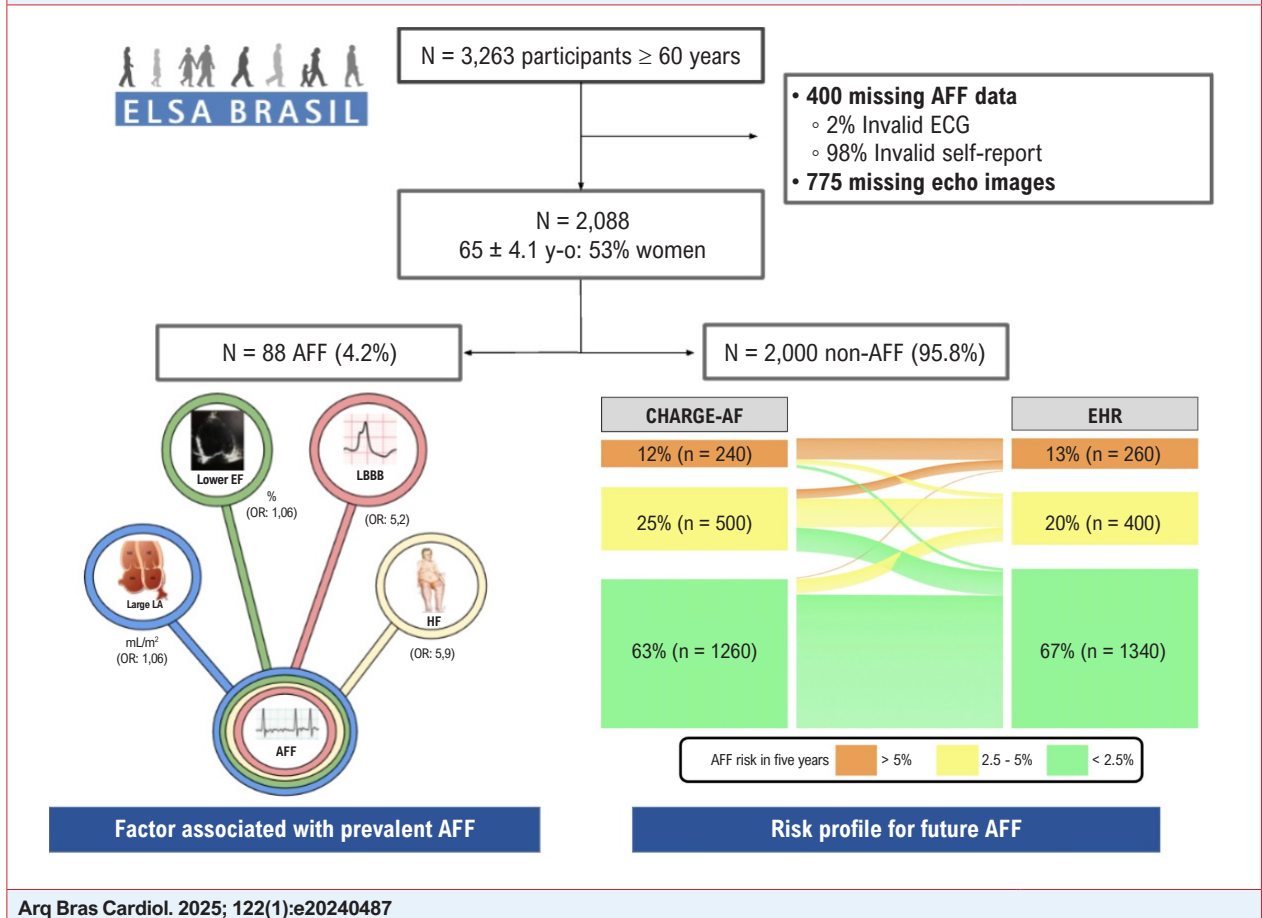 N = 3,263 participants ≥ 60 years
ELSA BRASIL
• 400 missing AFF data
◦ 2% Invalid ECG
◦ 98% Invalid self-report
• 775 missing echo images
N = 2,088
65 ± 4.1 y-o: 53% women
N = 88 AFF (4.2%)
N = 2,000 non-AFF (95.8%)
Lower EF
%
(OR: 1,06)
LBBB
(OR: 5,2)
Large LA
mL/m²
(OR: 1,06)
HF
(OR: 5,9)
AFF
CHARGE-AF
EHR
12% (n = 240)
13% (n = 260)
25% (n = 500)
20% (n = 400)
63% (n = 1260)
67% (n = 1340)
AFF risk in five years
> 5%
2.5 - 5%
< 2.5%
Factor associated with prevalent AFF
Risk profile for future AFF
Arq Bras Cardiol. 2025; 122(1):e20240487